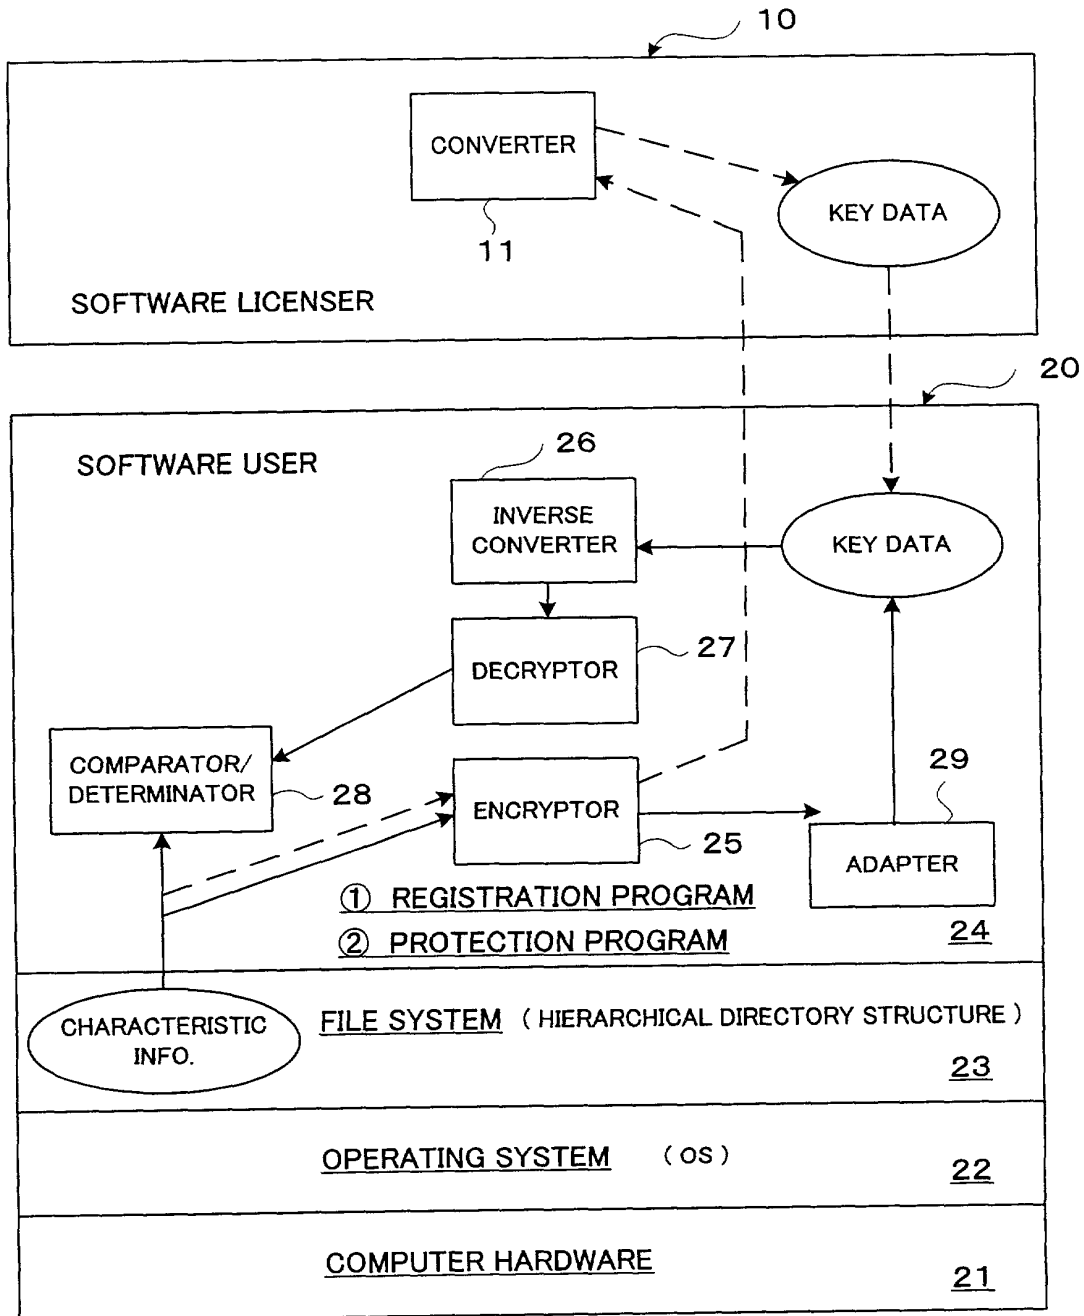 10
CONVERTER
KEY DATA
11
SOFTWARE LICENSER
20
SOFTWARE USER
26
INVERSE
CONVERTER
KEY DATA
DECRYPTOR
27
COMPARATOR/
DETERMINATOR
28
ENCRYPTOR
25
29
ADAPTER
① REGISTRATION PROGRAM
② PROTECTION PROGRAM
24
CHARACTERISTIC
INFO.
FILE SYSTEM ( HIERARCHICAL DIRECTORY STRUCTURE )
23
OPERATING SYSTEM ( OS )
22
COMPUTER HARDWARE
21